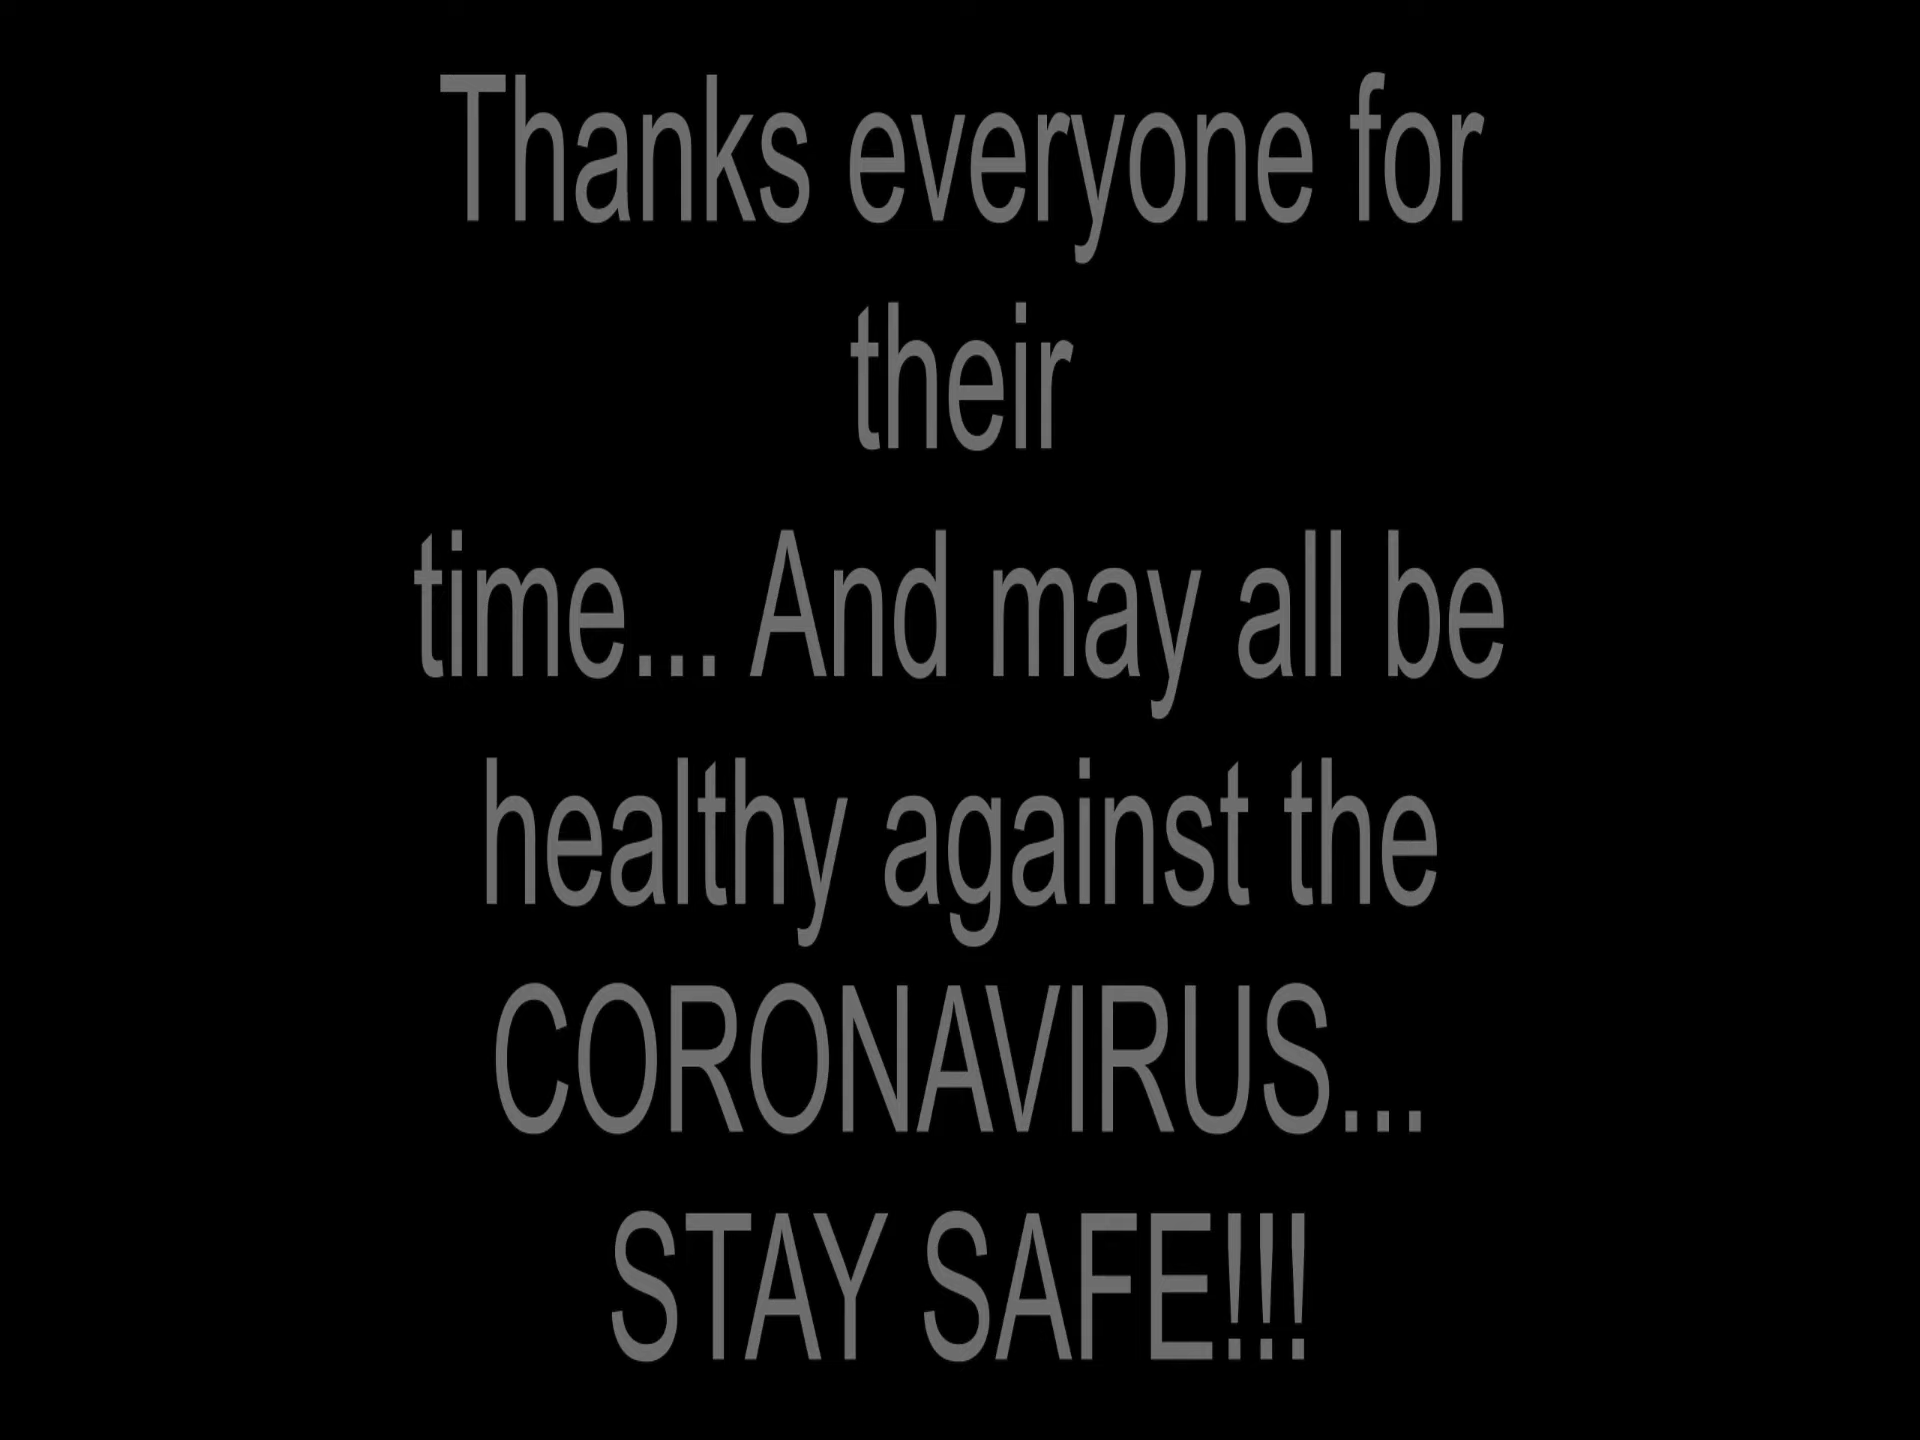 Thanks everyone for
their
time... And may all be
healthy against the
CORONAVIRUS...
STAY SAFE!!!